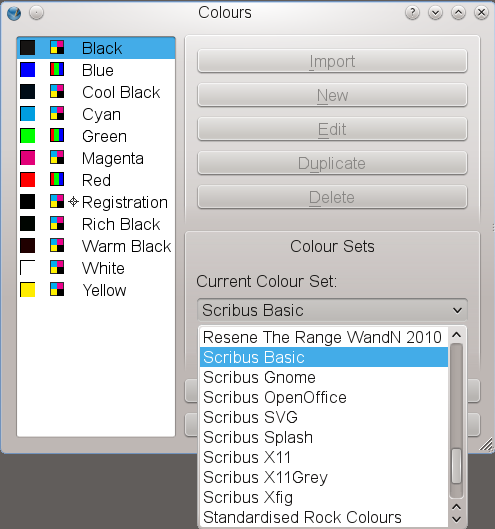 Colours
Black
Blue
Cool Black
Cyan
Green
Magenta
Red
Registration
Rich Black
Warm Black
White
Yellow
Import
New
Edit
Duplicate
Delete
Colour Sets
Current Colour Set:
Scribus Basic
Resene The Range WandN 2010
Scribus Basic
Scribus Gnome
Scribus OpenOffice
Scribus SVG
Scribus Splash
Scribus X11
Scribus X11Grey
Scribus Xfig
Standardised Rock Colours